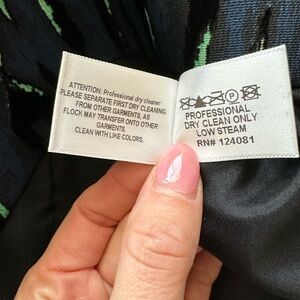 ATTENTION: Professional dry cleaner
PLEASE SEPARATE FIRST DRY CLEANING
FROM OTHER GARMENTS, AS
FLOCK MAY TRANSFER ONTO OTHER
GARMENTS.
CLEAN WITH LIKE COLORS.
P
PROFESSIONAL
DRY CLEAN ONLY
LOW STEAM
RN# 124081